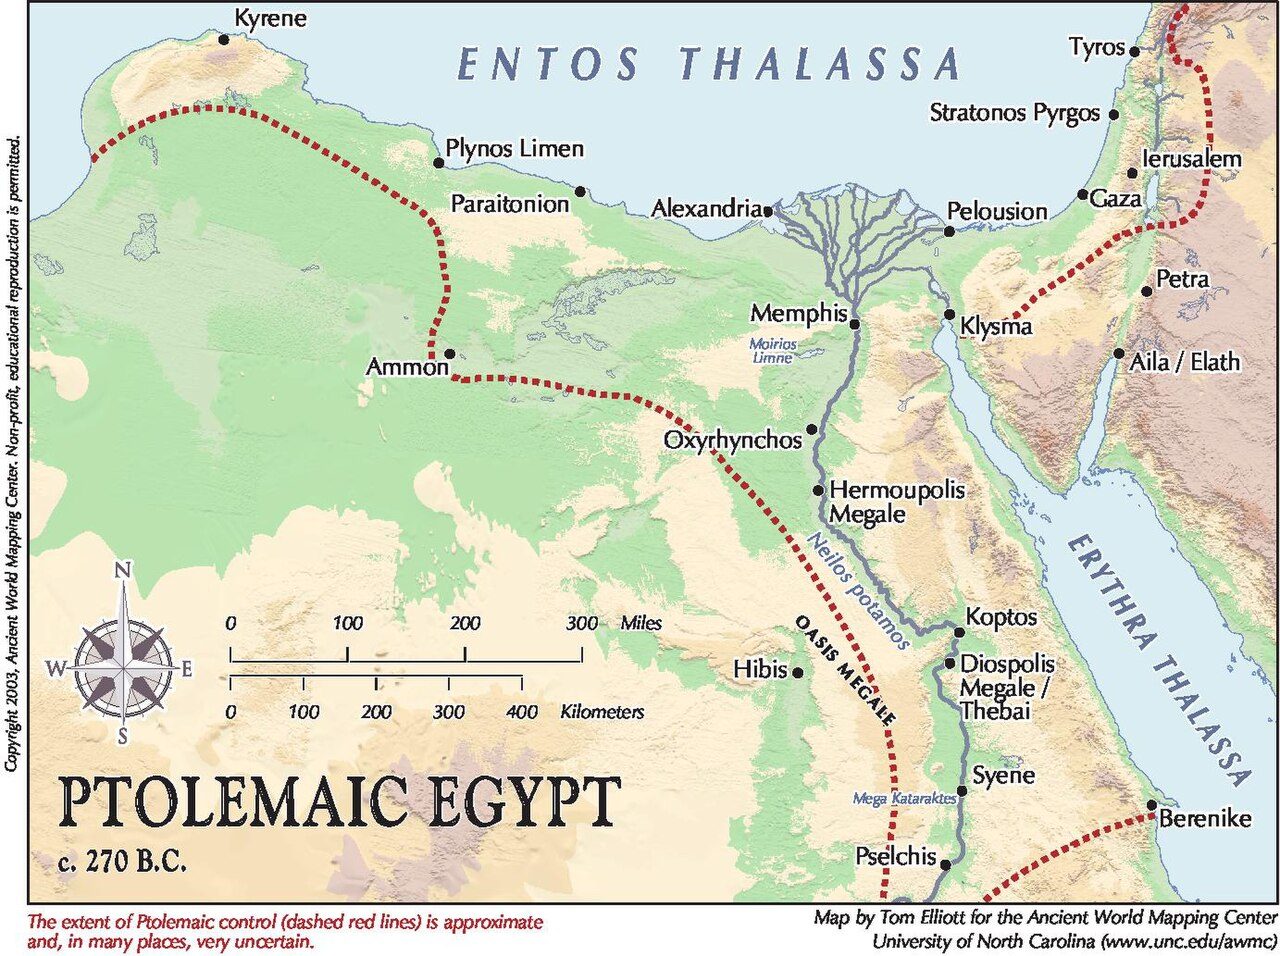 Kyrene
ENTOS THALASSA
Tyros
Stratonos Pyrgos
Plynos Limen
Ierusalem
Paraitonion
Alexandria
Pelousion
Gaza
Petra
Memphis
Klysma
Moirios
Limne
Ammon
Aila / Elath
Oxyrhynchos
Hermoupolis
Megale
Neilos potamos
ERYTHRA THALASSA
N
W
E
S
0 100 200 300 Miles
0 100 200 300 400 Kilometers
Koptos
OASIS MEGALE
Hibis
Diospolis
Megale /
Thebai
Syene
Mega Kataraktes
Berenike
Pselchis
PTOLEMAIC EGYPT
c. 270 B.C.
Copyright 2003, Ancient World Mapping Center. Non-profit, educational reproduction is permitted.
The extent of Ptolemaic control (dashed red lines) is approximate
and, in many places, very uncertain.
Map by Tom Elliott for the Ancient World Mapping Center
University of North Carolina (www.unc.edu/awmc)